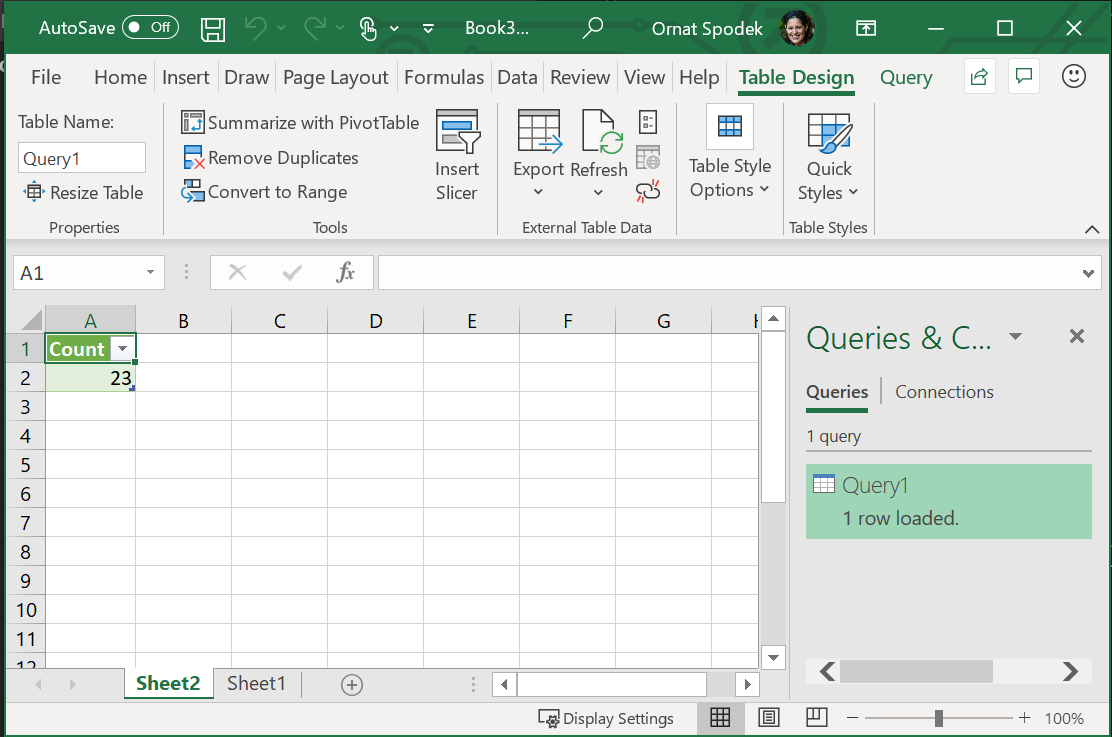 AutoSave Off Book3... Ornat Spodek
File Home Insert Draw Page Layout Formulas Data Review View Help Table Design Query
Table Name:
Query1
Resize Table
Properties
Summarize with PivotTable
Remove Duplicates
Convert to Range
Tools
Insert
Slicer
Export
Refresh
External Table Data
Table Style
Options
Quick
Styles
Table Styles
A1 fx
A B C D E F G
1 Count
2 23
3
4
5
6
7
8
9
10
11
12
Queries & C...
Queries Connections
1 query
Query1
1 row loaded.
Sheet2 Sheet1
Display Settings 100%